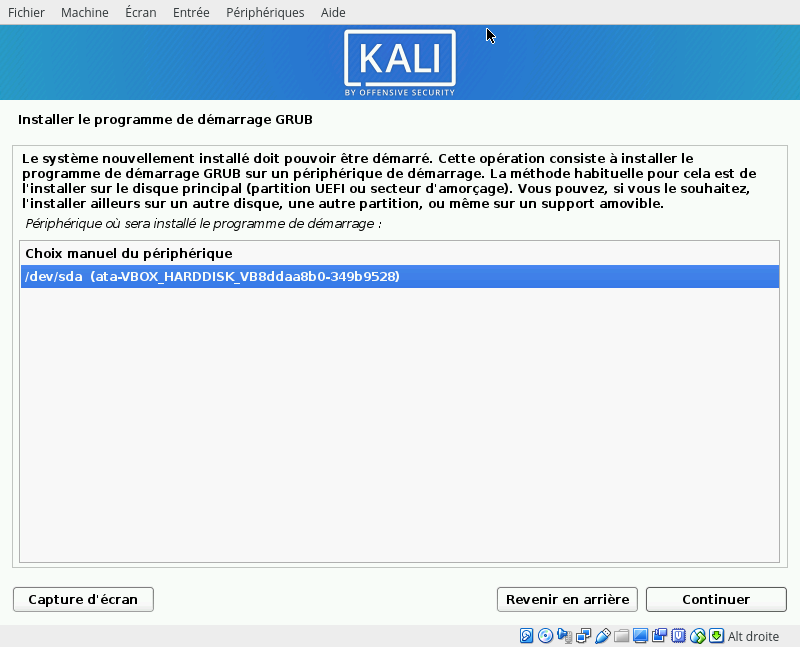 Fichier Machine Écran Entrée Périphériques Aide
KALI
BY OFFENSIVE SECURITY
Installer le programme de démarrage GRUB
Le système nouvellement installé doit pouvoir être démarré. Cette opération consiste à installer le
programme de démarrage GRUB sur un périphérique de démarrage. La méthode habituelle pour cela est de
l'installer sur le disque principal (partition UEFI ou secteur d'amorçage). Vous pouvez, si vous le souhaitez,
l'installer ailleurs sur un autre disque, une autre partition, ou même sur un support amovible.
Périphérique où sera installé le programme de démarrage :
Choix manuel du périphérique
/dev/sda (ata-VBOX_HARDDISK_VB8ddaa8b0-349b9528)
Capture d'écran Revenir en arrière Continuer
Alt droite